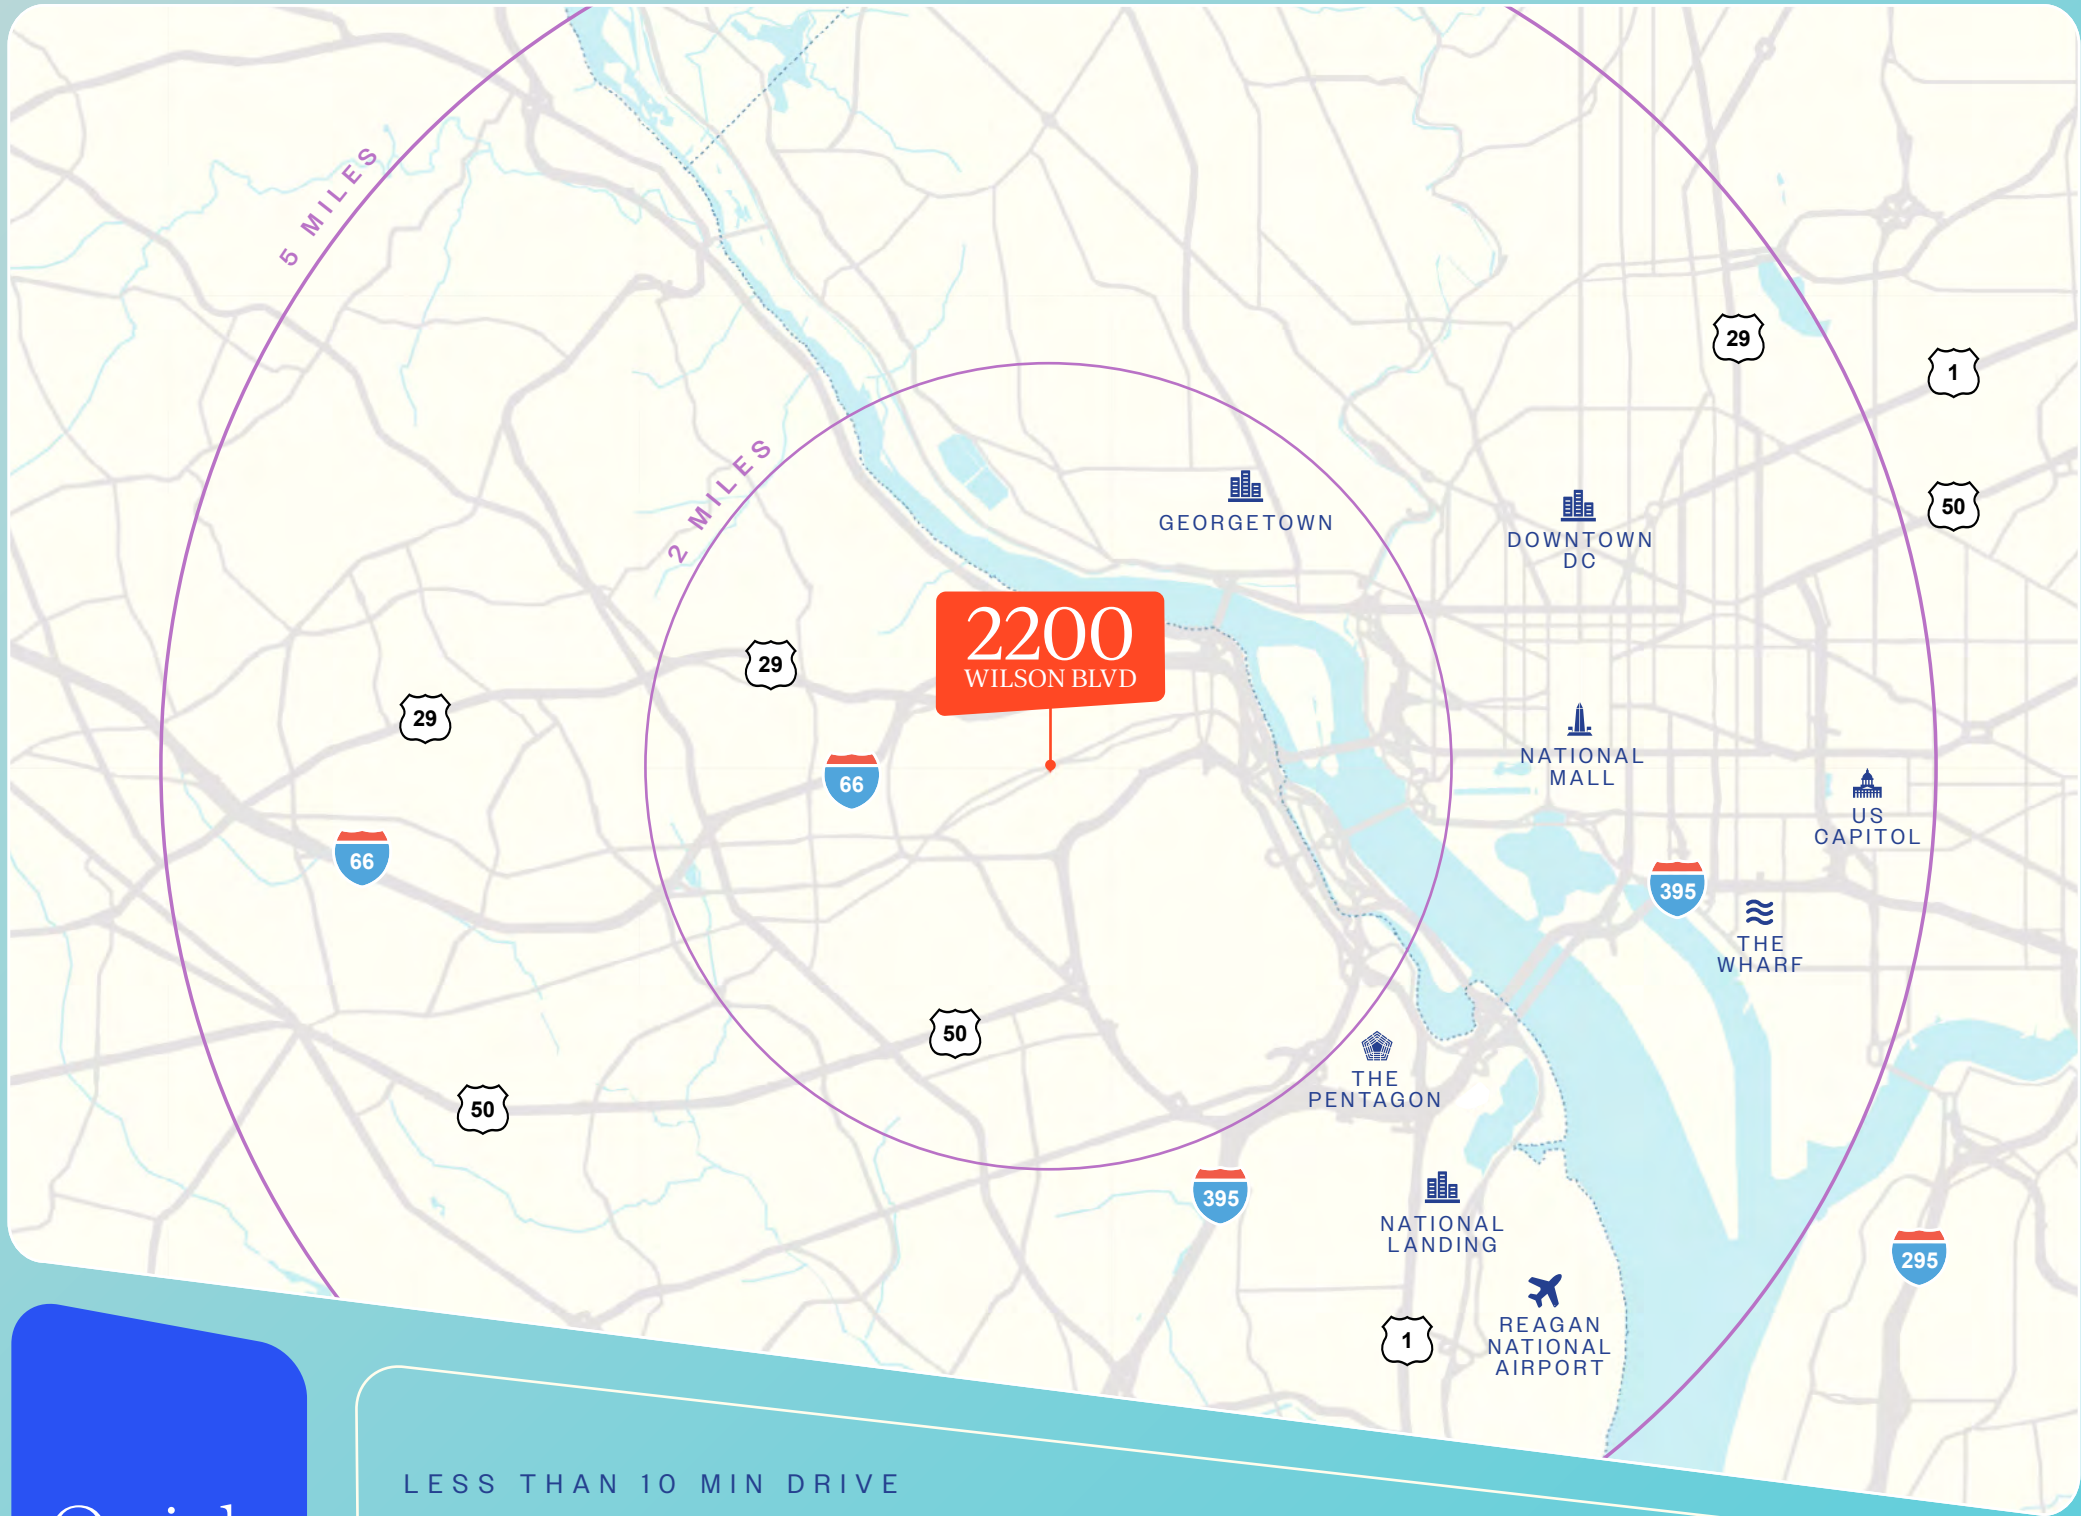 5 MILES
2 MILES
29
1
50
GEORGETOWN
DOWNTOWN
DC
2200
WILSON BLVD
29
29
66
66
NATIONAL
MALL
US
CAPITOL
395
THE
WHARF
50
50
THE
PENTAGON
395
NATIONAL
LANDING
295
1
REAGAN
NATIONAL
AIRPORT
LESS THAN 10 MIN DRIVE